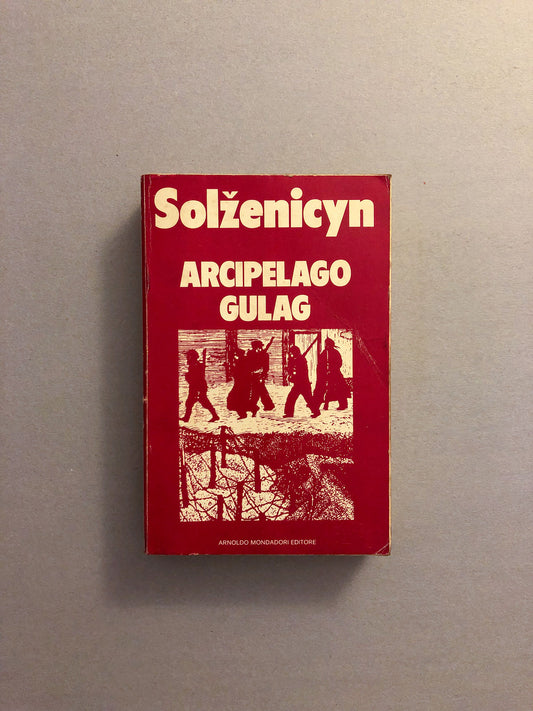 Solženicyn
ARCIPELAGO
GULAG
ARNOLDO MONDADORI EDITORE